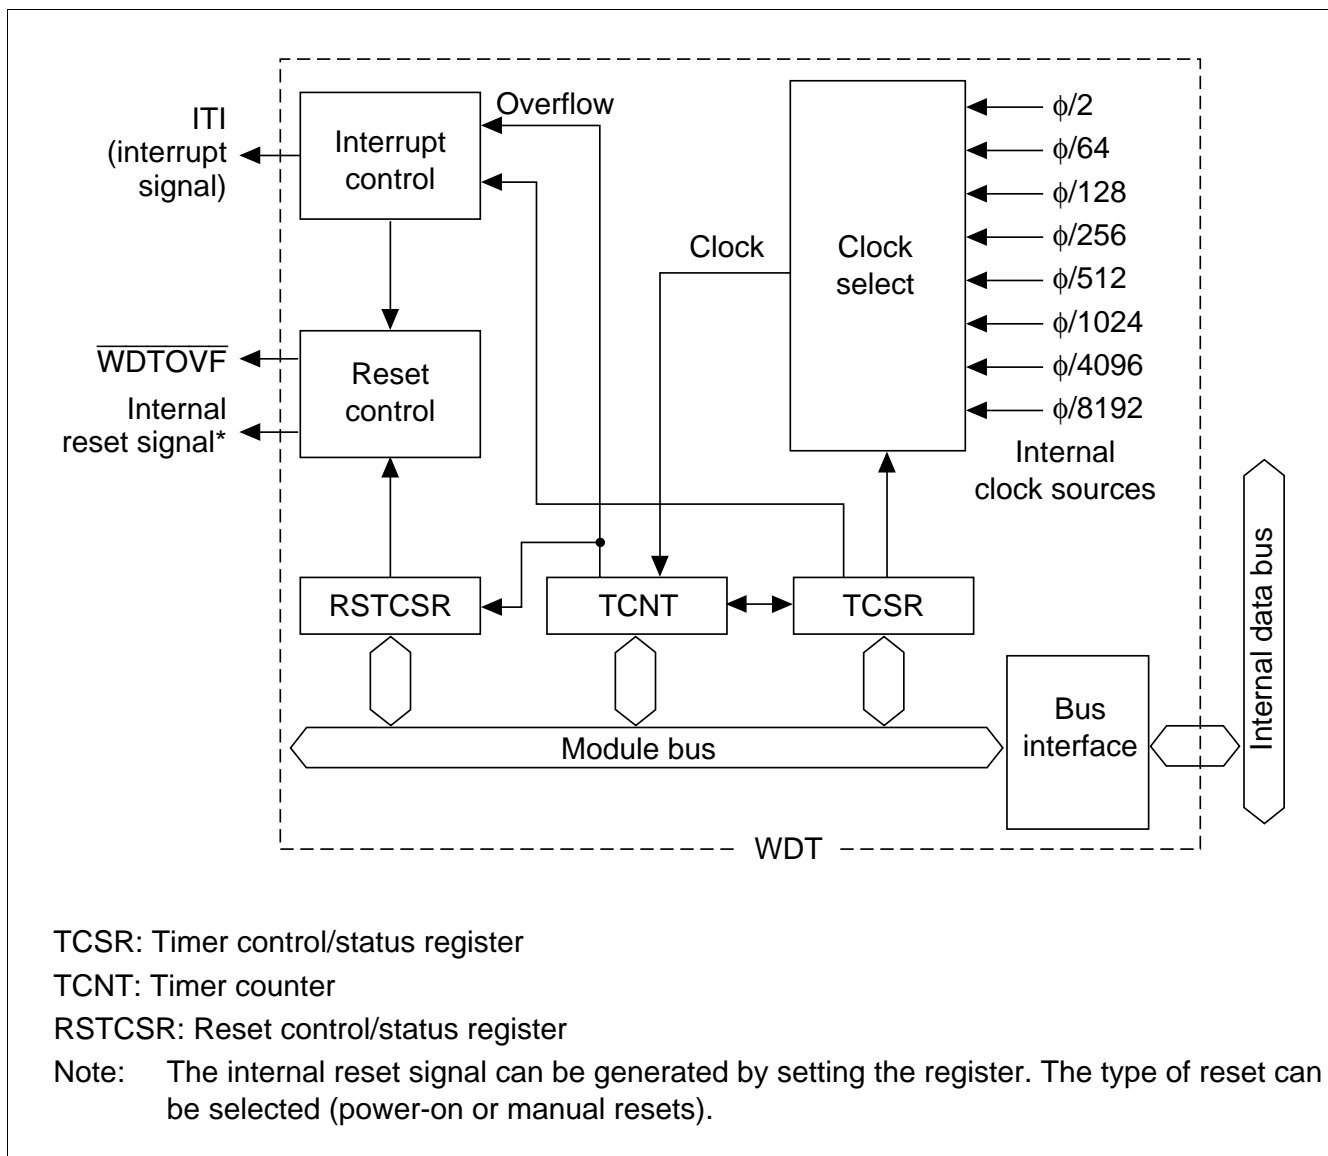 ITI
(interrupt
signal)
Interrupt
control
Overflow
Clock
Clock
select
ϕ/2
ϕ/64
ϕ/128
ϕ/256
ϕ/512
ϕ/1024
ϕ/4096
ϕ/8192
Internal
clock sources
WDTOVF
Internal
reset signal*
Reset
control
RSTCSR
TCNT
TCSR
Module bus
Bus
interface
Internal data bus
WDT
TCSR: Timer control/status register
TCNT: Timer counter
RSTCSR: Reset control/status register
Note: The internal reset signal can be generated by setting the register. The type of reset can
be selected (power-on or manual resets).